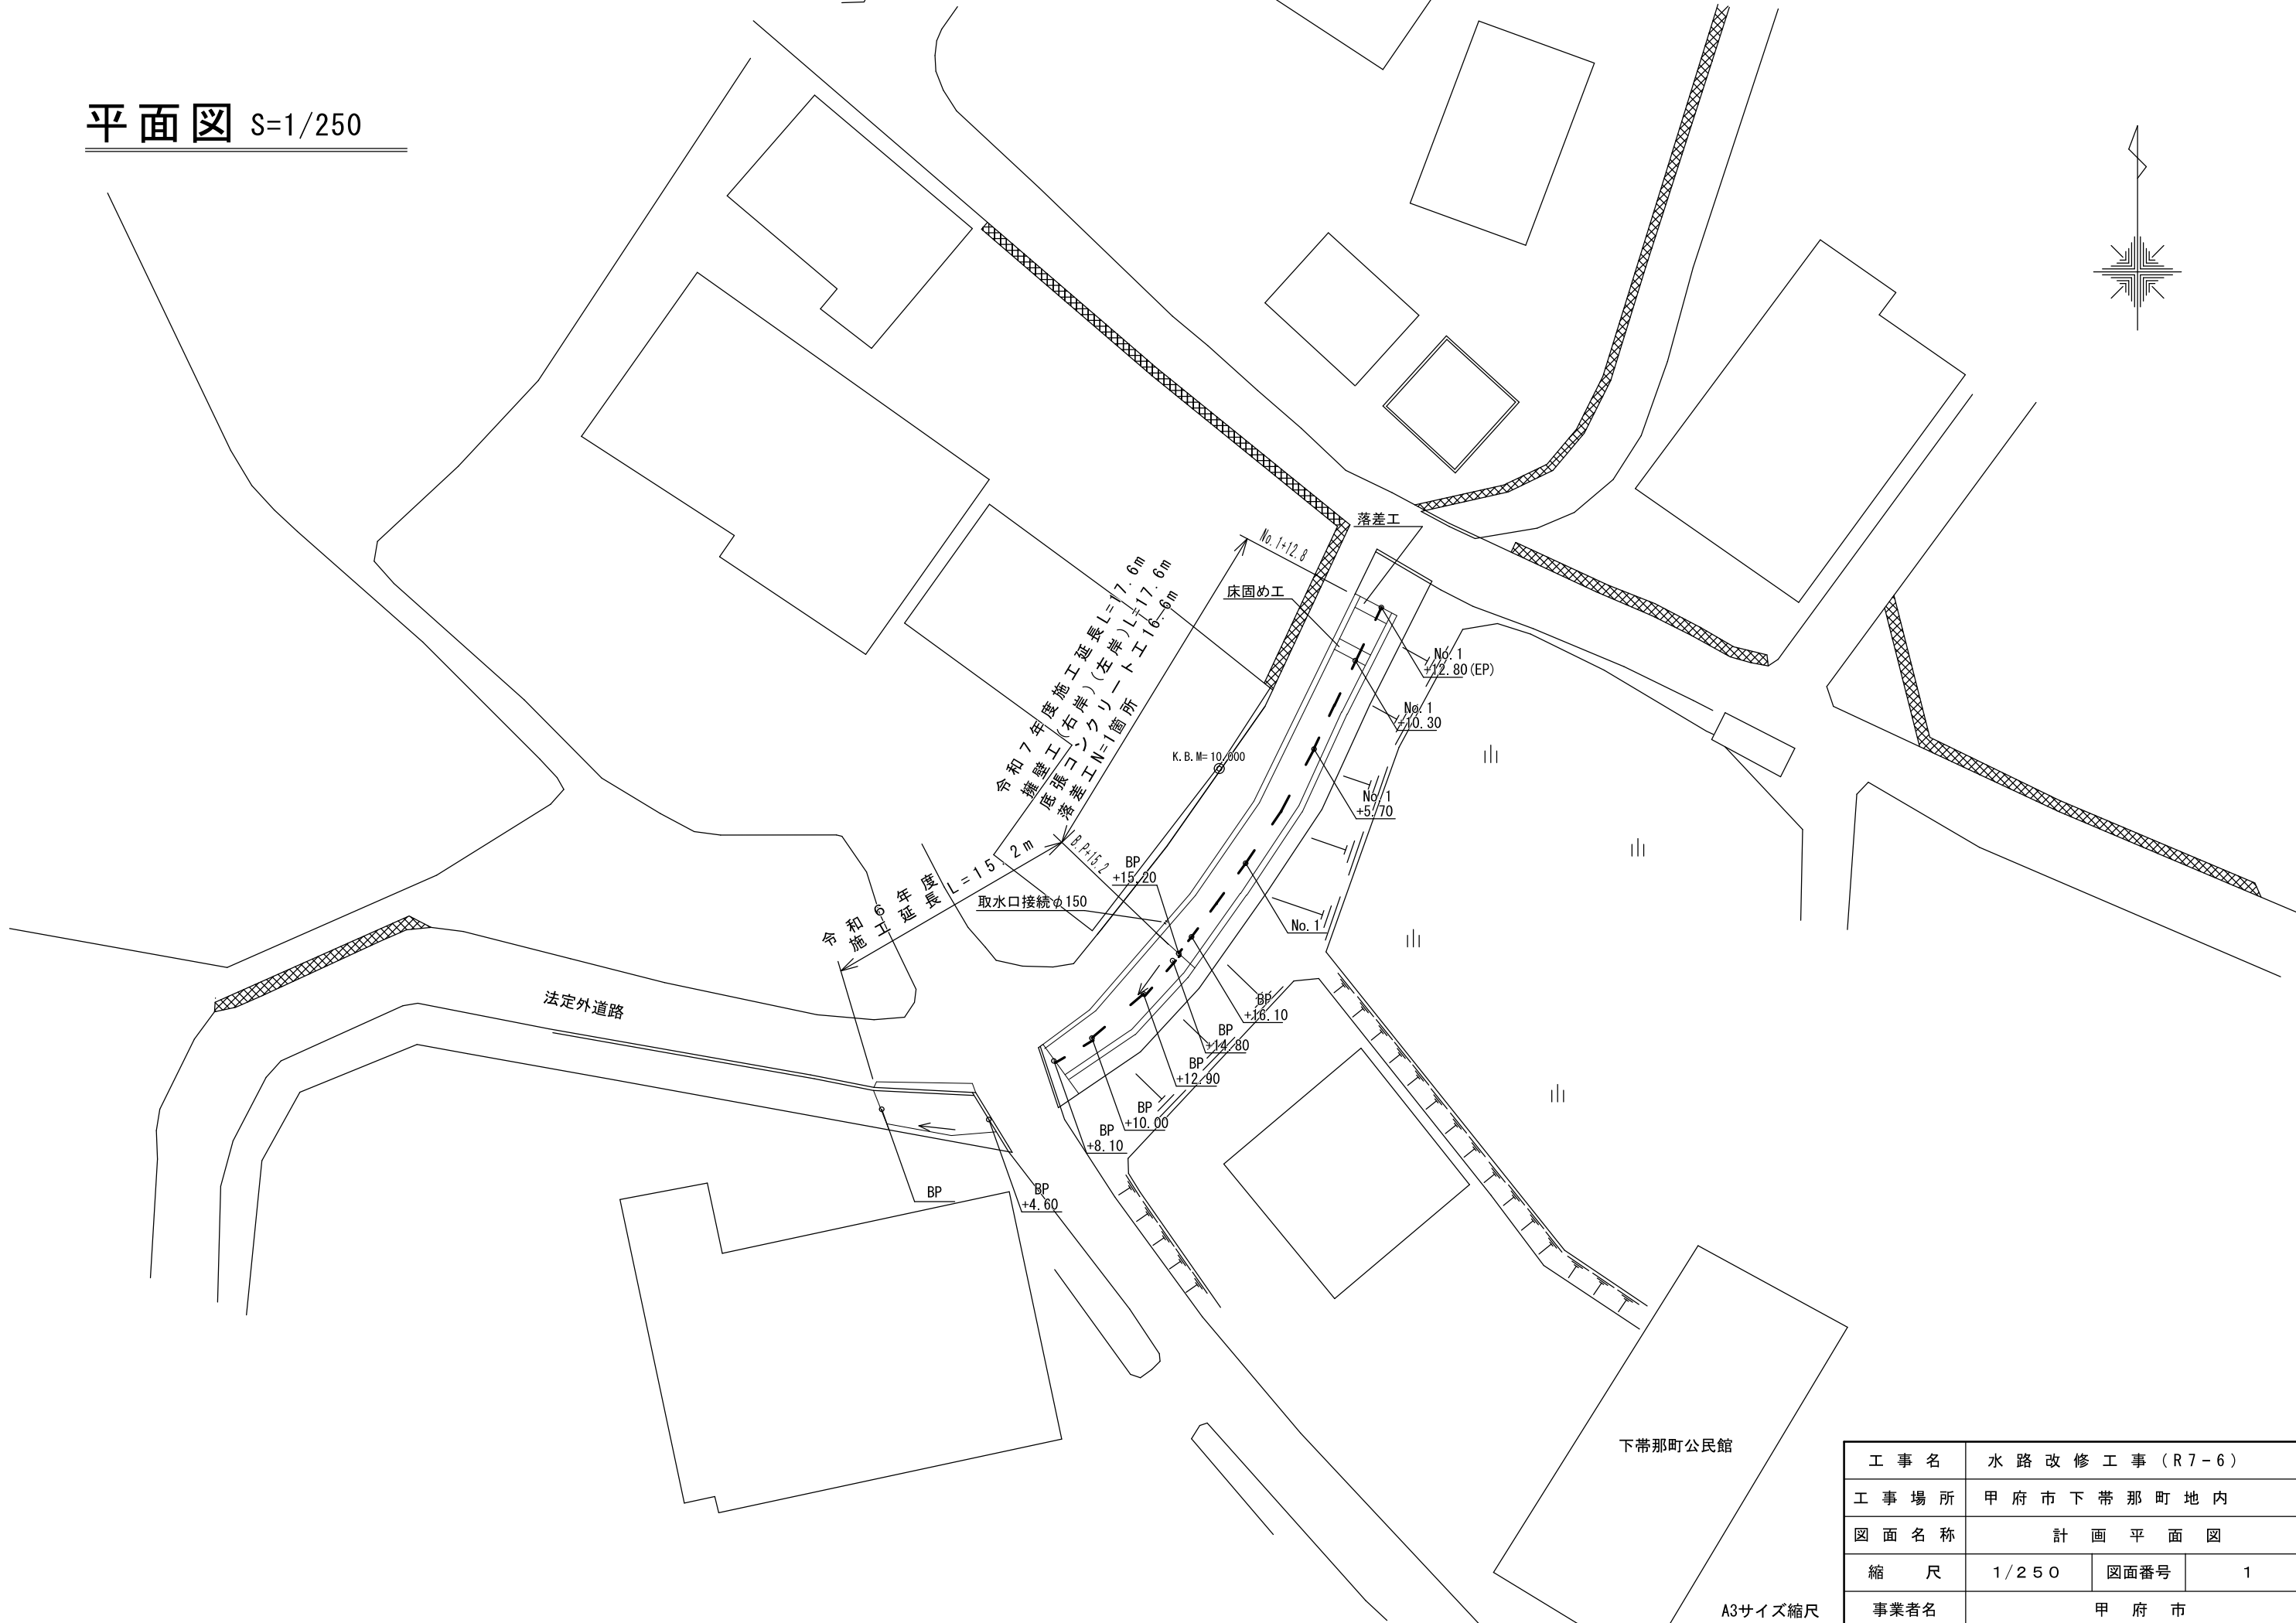 平面図 S=1/250
落差工
No.1+12.8
床固め工
令和7年度施工延長L=17.6m
擁壁工(右岸)(左岸)L=17.6m
底張コンクリート工16.6m
落差工N=1箇所
No.1
+12.80(EP)
No.1
+10.30
K.B.M=10.000
No.1
+5.70
B.P+15.2
BP
+15.20
取水口接続φ150
令和6年度
施工延長L=15.2m
No.1
法定外道路
BP
+16.10
BP
+14.80
BP
+12.90
BP
+10.00
BP
+8.10
BP
BP
+4.60
下帯那町公民館
工事名 水路改修工事(R7-6)
工事場所 甲府市下帯那町地内
図面名称 計画平面図
縮尺 1/250 図面番号 1
事業者名 甲府市
A3サイズ縮尺